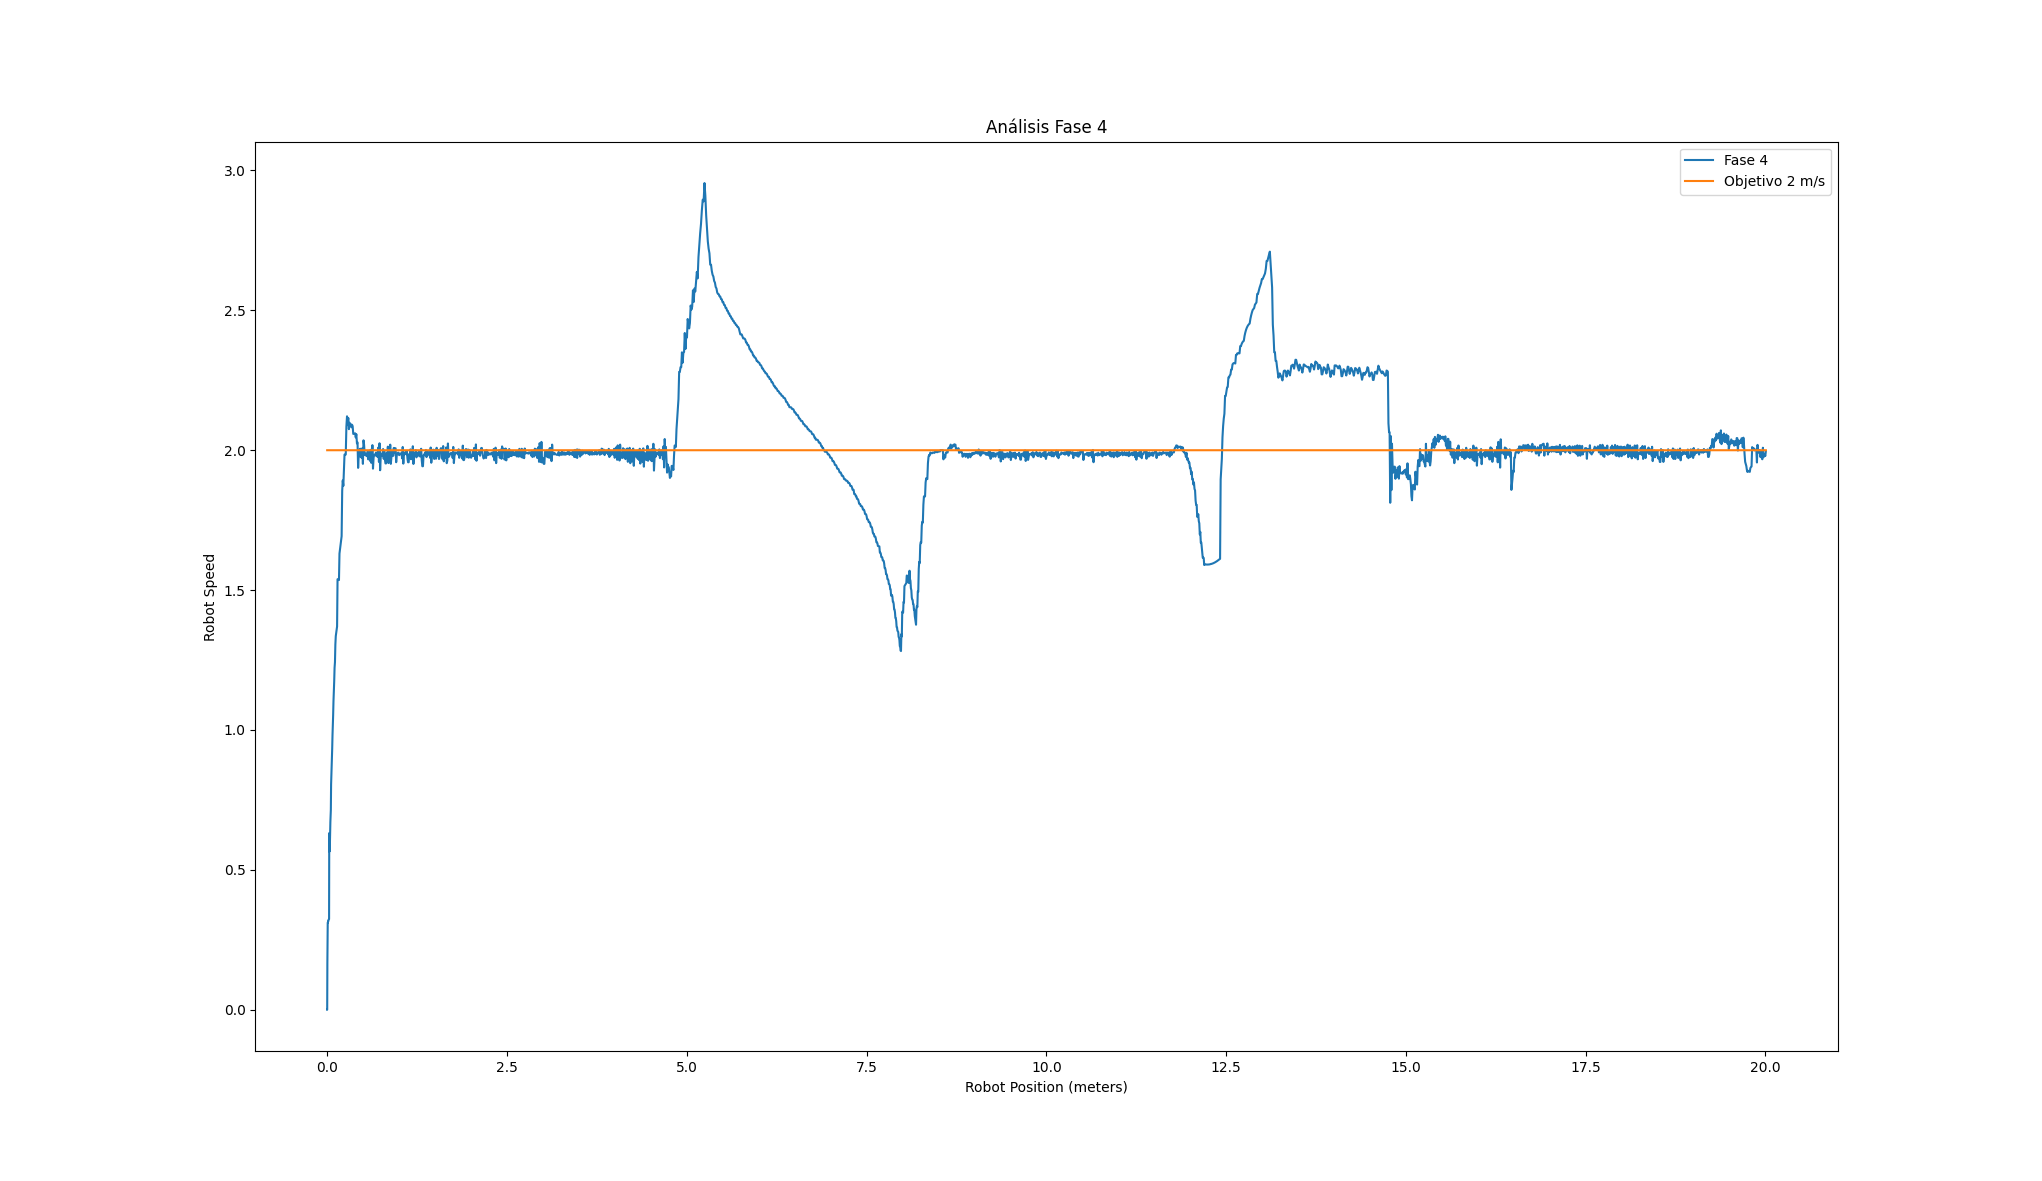 Análisis Fase 4
Fase 4
Objetivo 2 m/s
3.0
2.5
2.0
1.5
1.0
0.5
0.0
Robot Speed
0.0 2.5 5.0 7.5 10.0 12.5 15.0 17.5 20.0
Robot Position (meters)